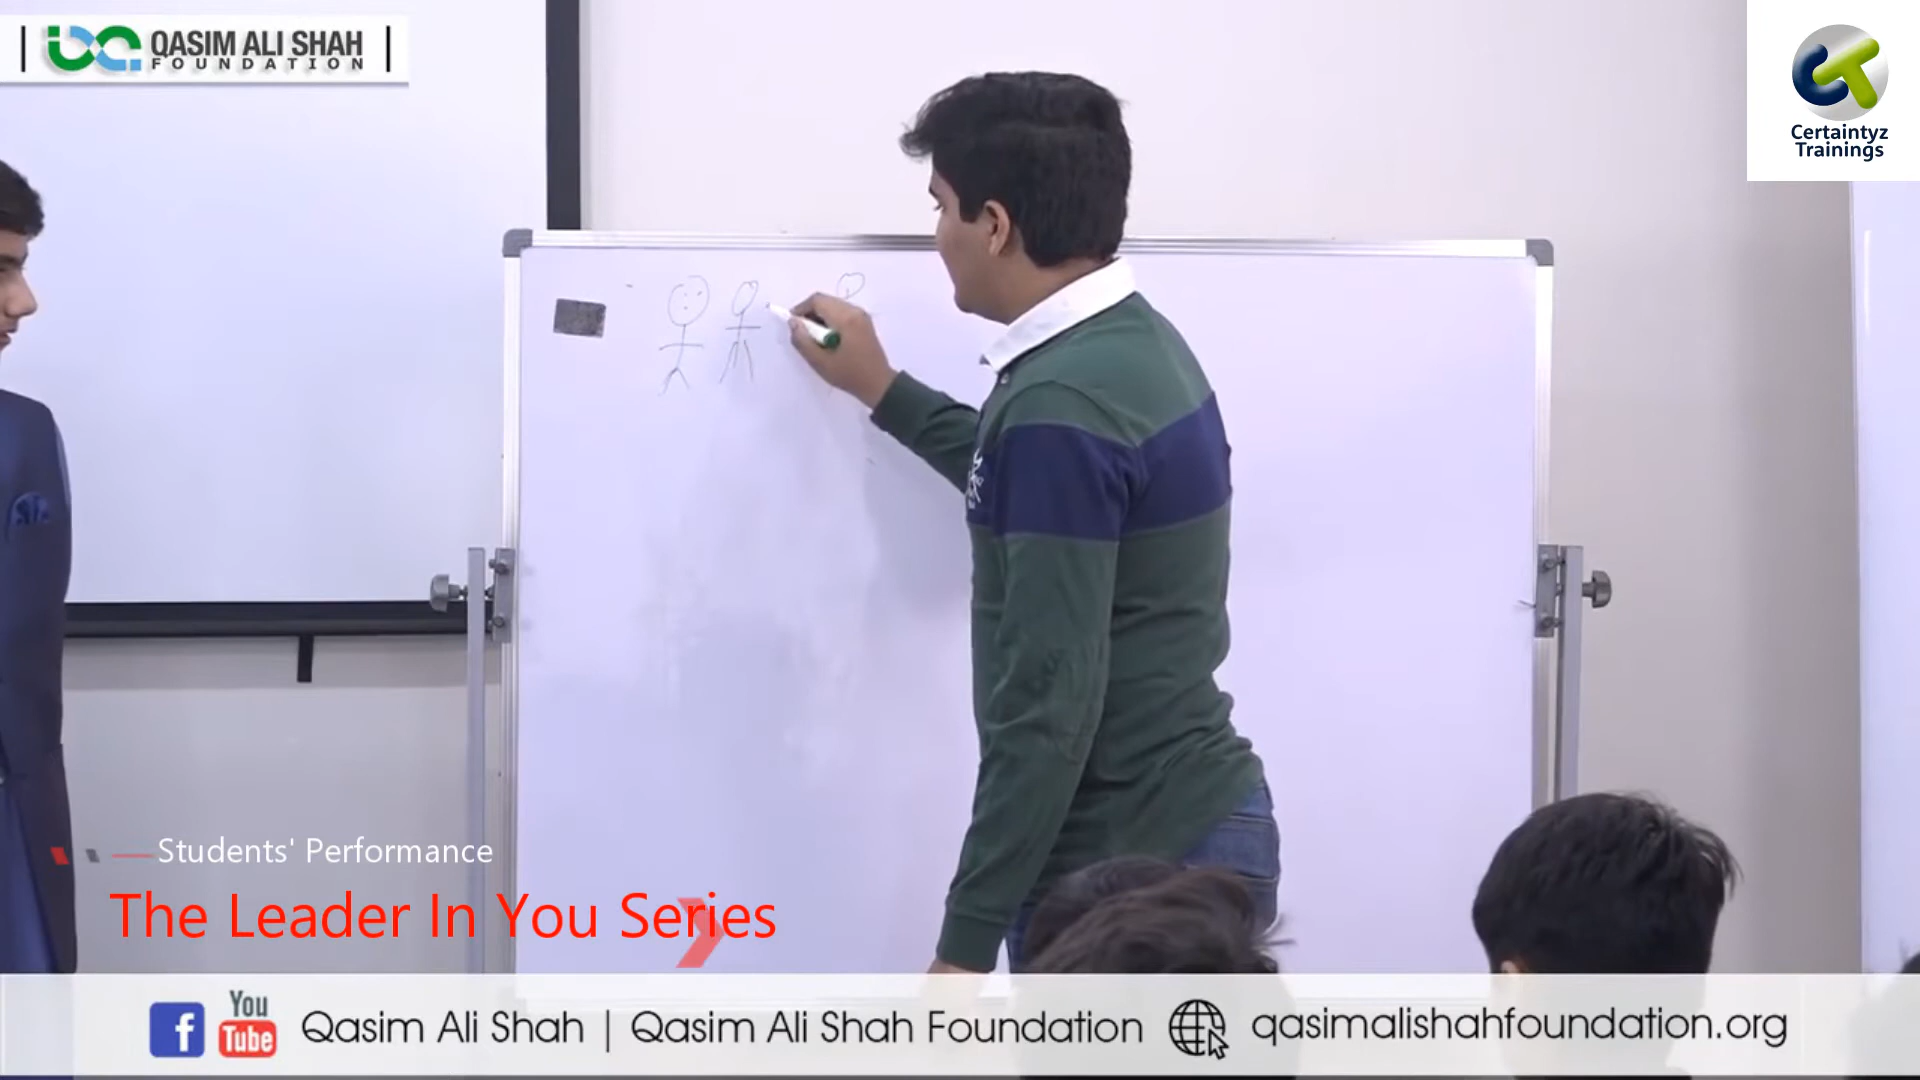 QASIM ALI SHAH
FOUNDATION
Certaintyz
Trainings
Students' Performance
The Leader In You Series
You
Tube
Qasim Ali Shah | Qasim Ali Shah Foundation
qasimalishahfoundation.org